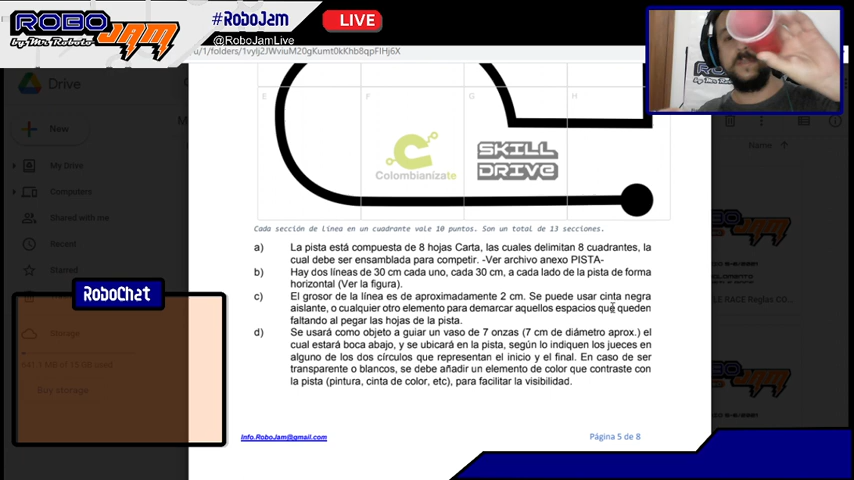 ROBO
JAM
by Mr Roboto
#RoboJam
LIVE
@RoboJamLive
u/1/folders/1vylj2JWviuM20gKumt0kKhb8qpFIHj6X
Drive
New
My Drive
Computers
Shared with me
Recent
Starred
Storage
Buy storage
RoboChat
E
F
G
H
Colombianízate
SKILL
DRIVE
Cada sección de línea en un cuadrante vale 10 puntos. Son un total de 13 secciones.
a) La pista está compuesta de 8 hojas Carta, las cuales delimitan 8 cuadrantes, la
cual debe ser ensamblada para competir. -Ver archivo anexo PISTA-
b) Hay dos líneas de 30 cm cada uno, cada 30 cm, a cada lado de la pista de forma
horizontal (Ver la figura).
c) El grosor de la línea es de aproximadamente 2 cm. Se puede usar cinta negra
aislante, o cualquier otro elemento para demarcar aquellos espacios que queden
faltando al pegar las hojas de la pista.
d) Se usará como objeto a guiar un vaso de 7 onzas (7 cm de diámetro aprox.) el
cual estará boca abajo, y se ubicará en la pista, según lo indiquen los jueces en
alguno de los dos círculos que representan el inicio y el final. En caso de ser
transparente o blancos, se debe añadir un elemento de color que contraste con
la pista (pintura, cinta de color, etc), para facilitar la visibilidad.
Info.RoboJam@gmail.com
Página 5 de 8
Name